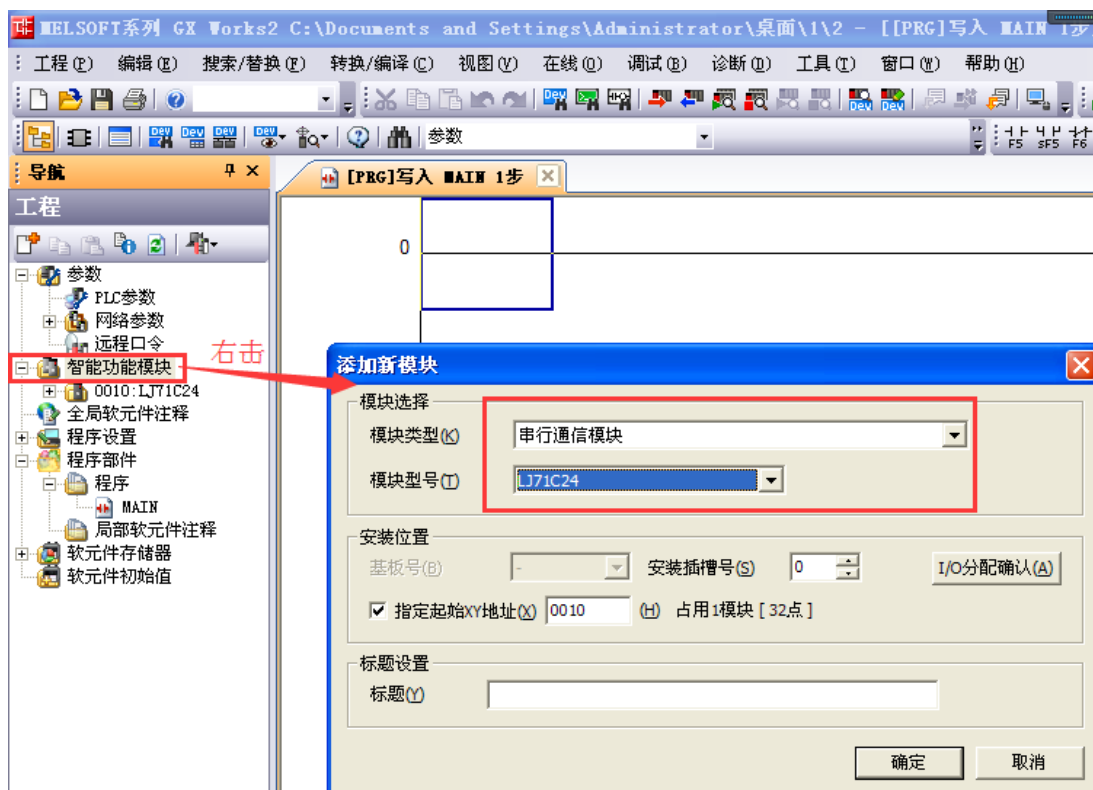 MELSOFT系列 GX Works2 C:\Documents and Settings\Administrator\桌面\1\2 - [[PRG]写入 MAIN 1步
工程(P) 编辑(E) 搜索/替换(F) 转换/编译(C) 视图(V) 在线(O) 调试(B) 诊断(D) 工具(T) 窗口(W) 帮助(H)
参数
F5 sF5 F6
导航
[PRG]写入 MAIN 1步
工程
0
参数
PLC参数
网络参数
远程口令
智能功能模块
右击
0010:LJ71C24
全局软元件注释
程序设置
程序部件
程序
MAIN
局部软元件注释
软元件存储器
软元件初始值
添加新模块
模块选择
模块类型(K) 串行通信模块
模块型号(T) LJ71C24
安装位置
基板号(B) - 安装插槽号(S) 0 I/O分配确认(A)
指定起始XY地址(X) 0010 (H) 占用1模块 [ 32点 ]
标题设置
标题(Y)
确定 取消